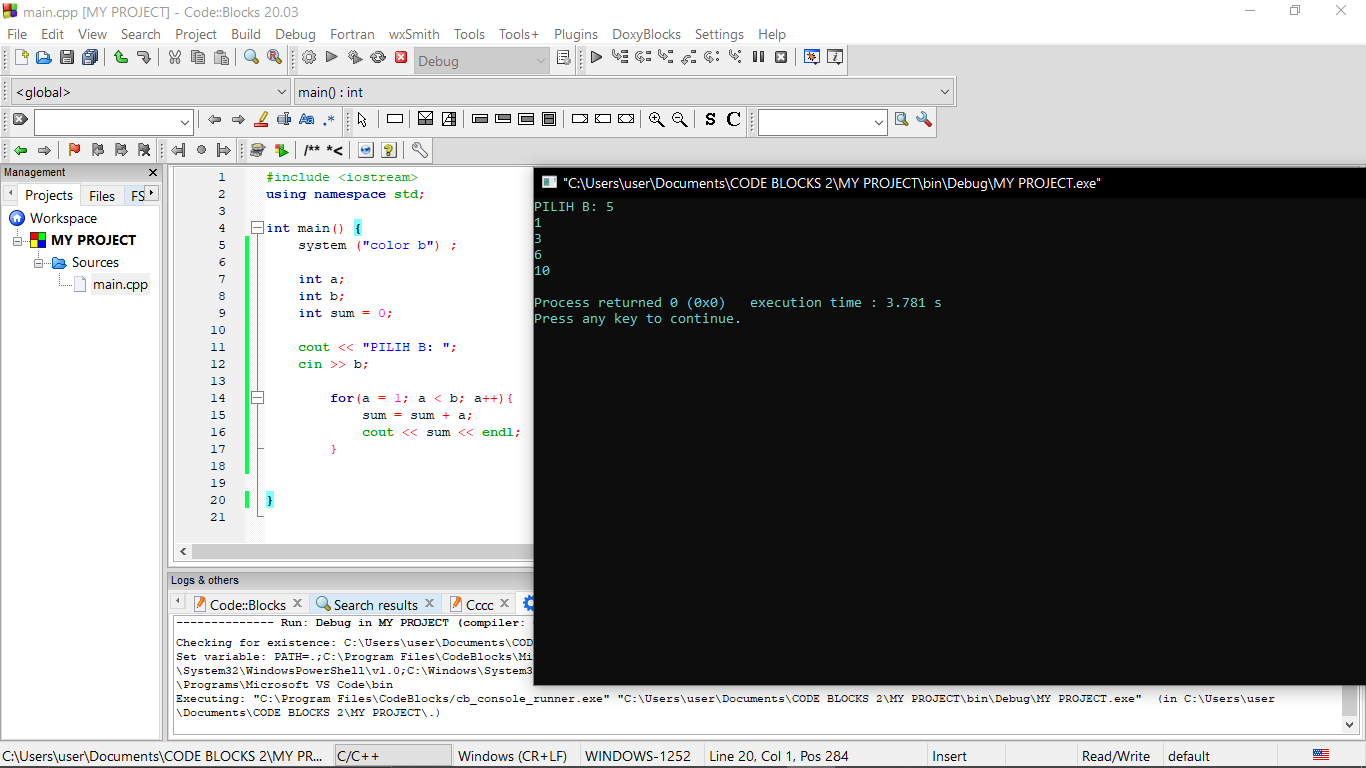 main.cpp [MY PROJECT] - Code::Blocks 20.03
File Edit View Search Project Build Debug Fortran wxSmith Tools Tools+ Plugins DoxyBlocks Settings Help
Debug
<global> main() : int
Aa .* S C
/** *<
Management
Projects Files FS
Workspace
MY PROJECT
Sources
main.cpp
1 #include <iostream>
2 using namespace std;
3
4 int main() {
5 system ("color b") ;
6
7 int a;
8 int b;
9 int sum = 0;
10
11 cout << "PILIH B: ";
12 cin >> b;
13
14 for(a = 1; a < b; a++){
15 sum = sum + a;
16 cout << sum << endl;
17 }
18
19
20 }
21
"C:\Users\user\Documents\CODE BLOCKS 2\MY PROJECT\bin\Debug\MY PROJECT.exe"
PILIH B: 5
1
3
6
10
Process returned 0 (0x0) execution time : 3.781 s
Press any key to continue.
Logs & others
Code::Blocks Search results Cccc
-------------- Run: Debug in MY PROJECT (compiler:
Checking for existence: C:\Users\user\Documents\COD
Set variable: PATH=.;C:\Program Files\CodeBlocks\Mi
\System32\WindowsPowerShell\v1.0;C:\Windows\System3
\Programs\Microsoft VS Code\bin
Executing: "C:\Program Files\CodeBlocks/cb_console_runner.exe" "C:\Users\user\Documents\CODE BLOCKS 2\MY PROJECT\bin\Debug\MY PROJECT.exe" (in C:\Users\user
\Documents\CODE BLOCKS 2\MY PROJECT\.)
C:\Users\user\Documents\CODE BLOCKS 2\MY PR... C/C++ Windows (CR+LF) WINDOWS-1252 Line 20, Col 1, Pos 284 Insert Read/Write default